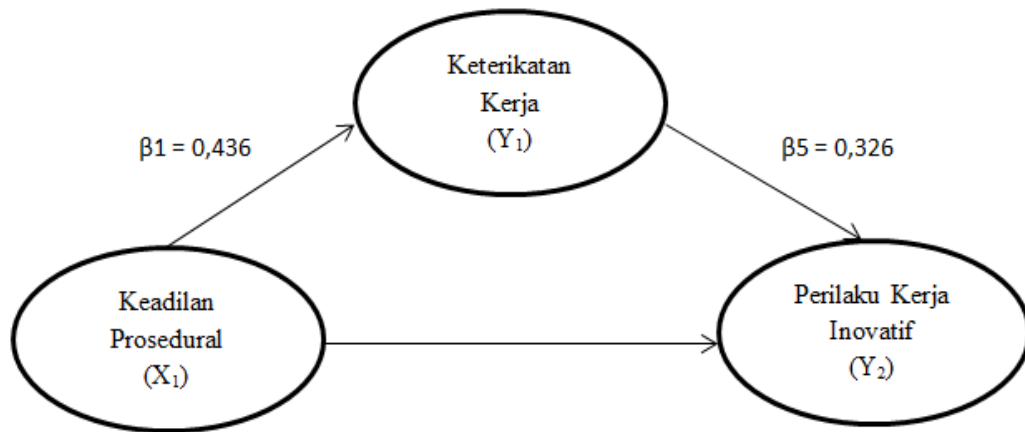 Keterikatan
Kerja
(Y₁)
β1 = 0,436
β5 = 0,326
Keadilan
Prosedural
(X₁)
Perilaku Kerja
Inovatif
(Y₂)